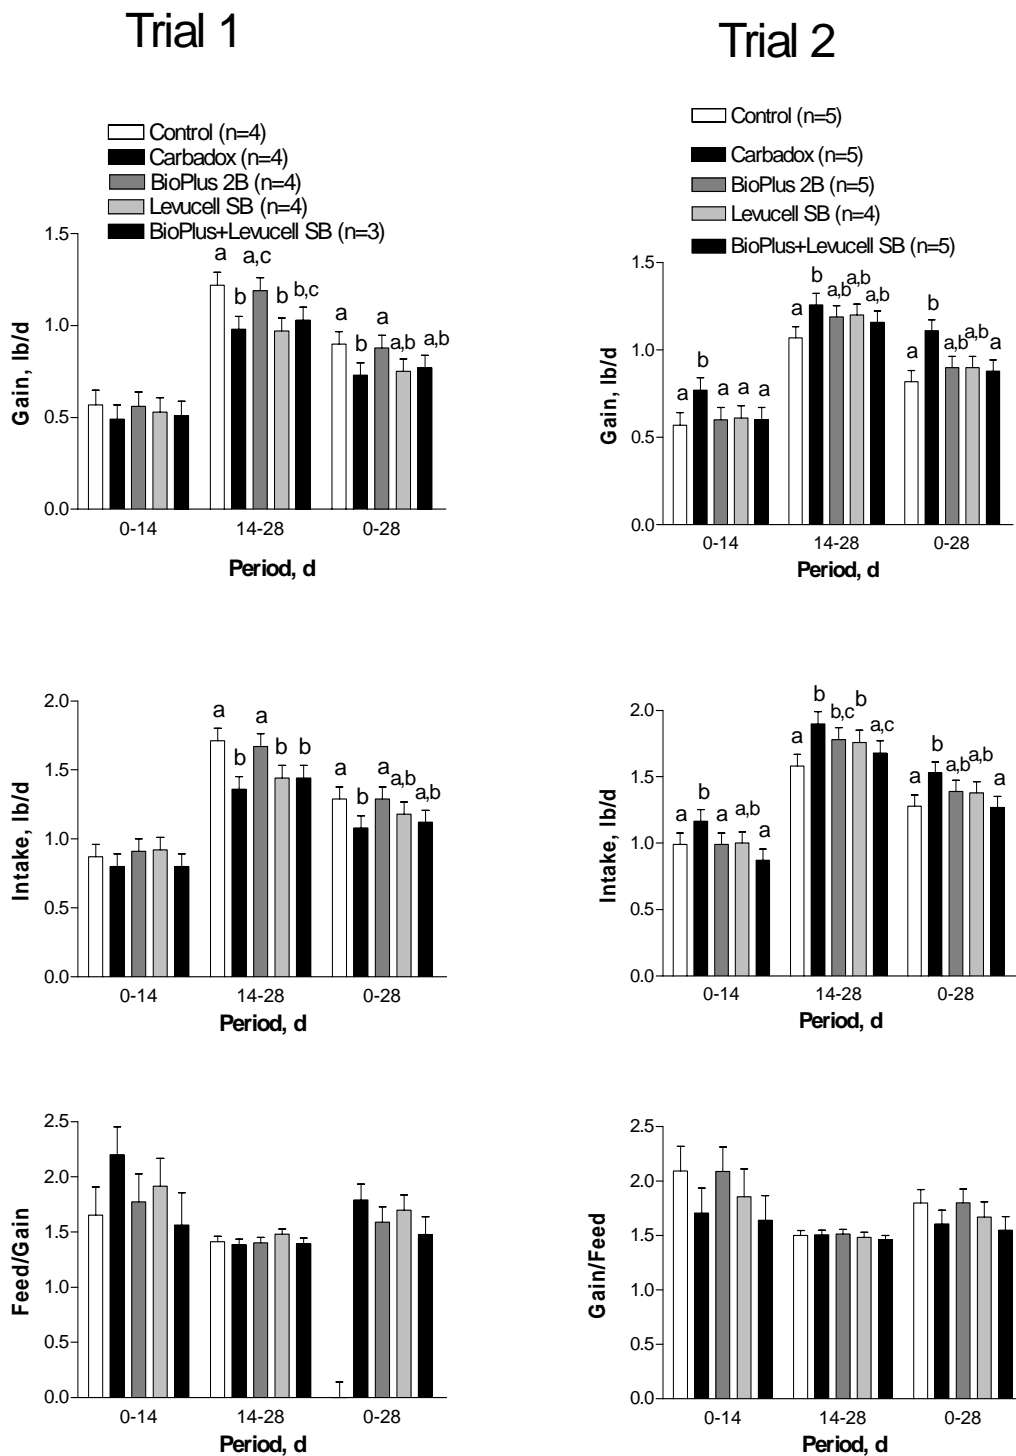 Trial 1
Control (n=4)
Carbadox (n=4)
BioPlus 2B (n=4)
Levucell SB (n=4)
BioPlus+Levucell SB (n=3)
1.5
1.0
0.5
0.0
Gain, lb/d
a b a,c b b,c
a b a a,b a,b
0-14 14-28 0-28
Period, d
2.0
1.5
1.0
0.5
0.0
Intake, lb/d
a b a b b
a b a a,b a,b
0-14 14-28 0-28
Period, d
2.5
2.0
1.5
1.0
0.5
0.0
Feed/Gain
0-14 14-28 0-28
Period, d
Trial 2
Control (n=5)
Carbadox (n=5)
BioPlus 2B (n=5)
Levucell SB (n=4)
BioPlus+Levucell SB (n=5)
1.5
1.0
0.5
0.0
Gain, lb/d
a b a a a
a b a,b a,b a,b
a b a,b a,b a
0-14 14-28 0-28
Period, d
2.0
1.5
1.0
0.5
0.0
Intake, lb/d
a b a a,b a
a b b,c b a,c
a b a,b a,b a
0-14 14-28 0-28
Period, d
2.5
2.0
1.5
1.0
0.5
0.0
Gain/Feed
0-14 14-28 0-28
Period, d